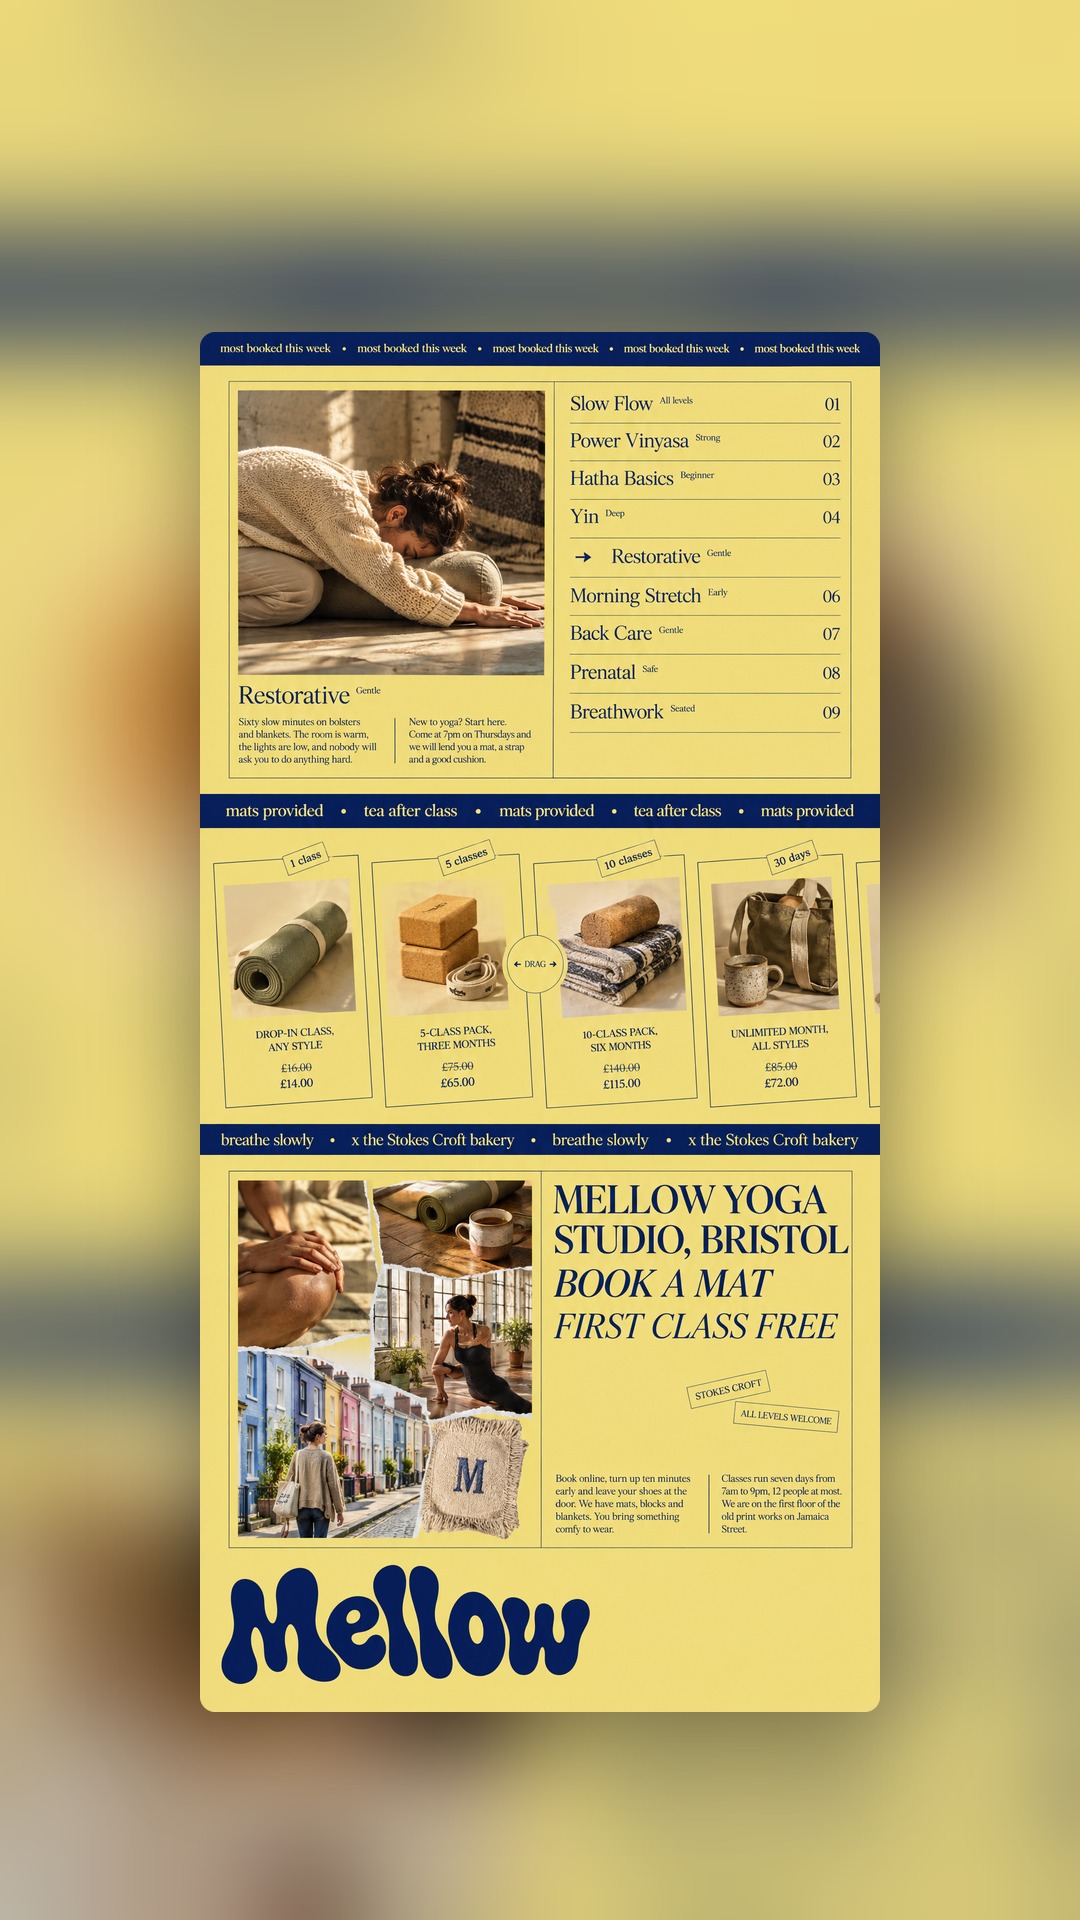 most booked this week • most booked this week • most booked this week • most booked this week • most booked this week
Slow Flow All levels 01
Power Vinyasa Strong 02
Hatha Basics Beginner 03
Yin Deep 04
→ Restorative Gentle
Morning Stretch Early 06
Back Care Gentle 07
Prenatal Safe 08
Breathwork Seated 09
Restorative Gentle
Sixty slow minutes on bolsters
and blankets. The room is warm,
the lights are low, and nobody will
ask you to do anything hard.
New to yoga? Start here.
Come at 7pm on Thursdays and
we will lend you a mat, a strap
and a good cushion.
mats provided • tea after class • mats provided • tea after class • mats provided
1 class
DROP-IN CLASS,
ANY STYLE
£16.00
£14.00
5 classes
5-CLASS PACK,
THREE MONTHS
£75.00
£65.00
← DRAG →
10 classes
10-CLASS PACK,
SIX MONTHS
£140.00
£115.00
30 days
UNLIMITED MONTH,
ALL STYLES
£85.00
£72.00
breathe slowly • x the Stokes Croft bakery • breathe slowly • x the Stokes Croft bakery
MELLOW YOGA
STUDIO, BRISTOL
BOOK A MAT
FIRST CLASS FREE
STOKES CROFT
ALL LEVELS WELCOME
M
Book online, turn up ten minutes
early and leave your shoes at the
door. We have mats, blocks and
blankets. You bring something
comfy to wear.
Classes run seven days from
7am to 9pm, 12 people at most.
We are on the first floor of the
old print works on Jamaica
Street.
Mellow